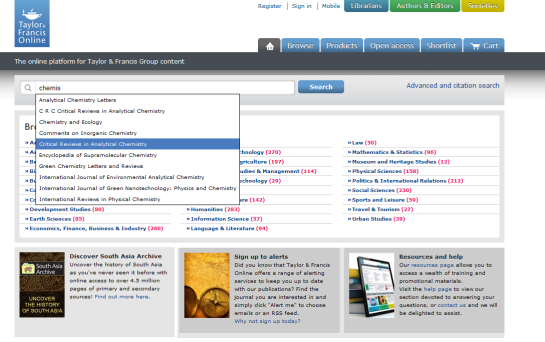 Register | Sign in | Mobile Librarians Authors & Editors Societies
Taylor & Francis Online
Browse Products Open access Shortlist Cart
The online platform for Taylor & Francis Group content
chemis Search Advanced and citation search
Analytical Chemistry Letters
C R C Critical Reviews in Analytical Chemistry
Chemistry and Ecology
Comments on Inorganic Chemistry
Critical Reviews in Analytical Chemistry
Encyclopedia of Supramolecular Chemistry
Green Chemistry Letters and Reviews
International Journal of Environmental Analytical Chemistry
International Journal of Green Nanotechnology: Physics and Chemistry
International Reviews in Physical Chemistry
» Development Studies (80)
» Earth Sciences (85)
» Economics, Finance, Business & Industry (260)
» Humanities (283)
» Information Science (57)
» Language & Literature (94)
» Law (50)
» Mathematics & Statistics (96)
» Museum and Heritage Studies (12)
» Physical Sciences (158)
» Politics & International Relations (212)
» Social Sciences (230)
» Sports and Leisure (59)
» Travel & Tourism (27)
» Urban Studies (39)
South Asia
Archive
UNCOVER
THE HISTORY
OF SOUTH ASIA
Discover South Asia Archive
Uncover the history of South Asia
as you've never seen it before with
online access to over 4.5 million
pages of primary and secondary
sources! Find out more here.
Sign up to alerts
Did you know that Taylor & Francis
Online offers a range of alerting
services to keep you up to date
with our publications? Find the
journal you are interested in and
simply click "Alert me" to choose
emails or an RSS feed.
Why not sign up today?
Resources and help
Our resources page allow you to
access a wealth of training and
promotional materials.
Visit the help page to view our
section devoted to answering your
questions, or contact us and we will
be delighted to assist.